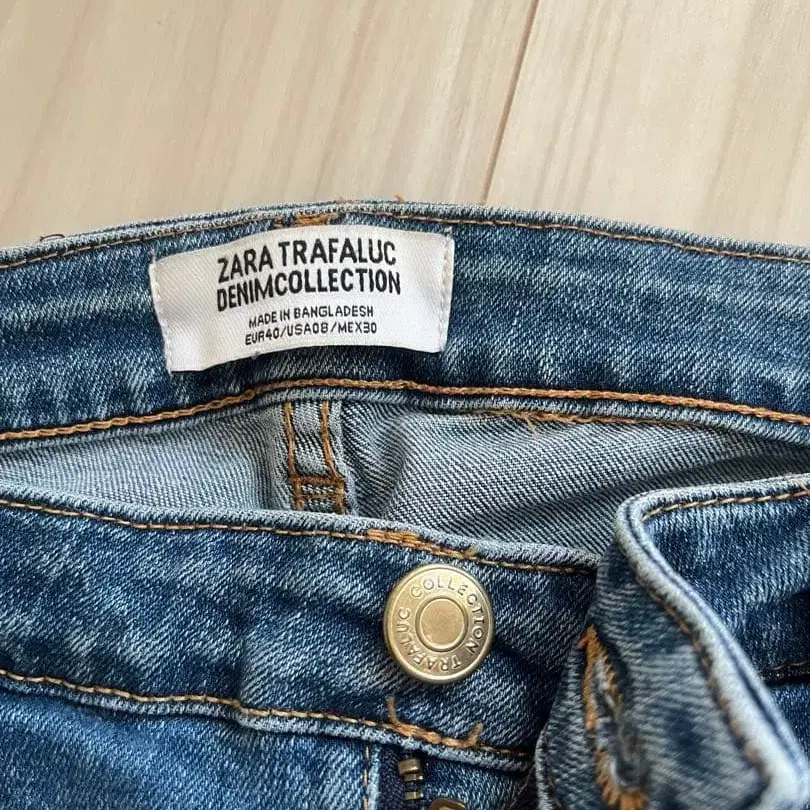 ZARA TRAFALUC
DENIMCOLLECTION
MADE IN BANGLADESH
EUR40/USA08/MEX30
TRAFALUC COLLECTION